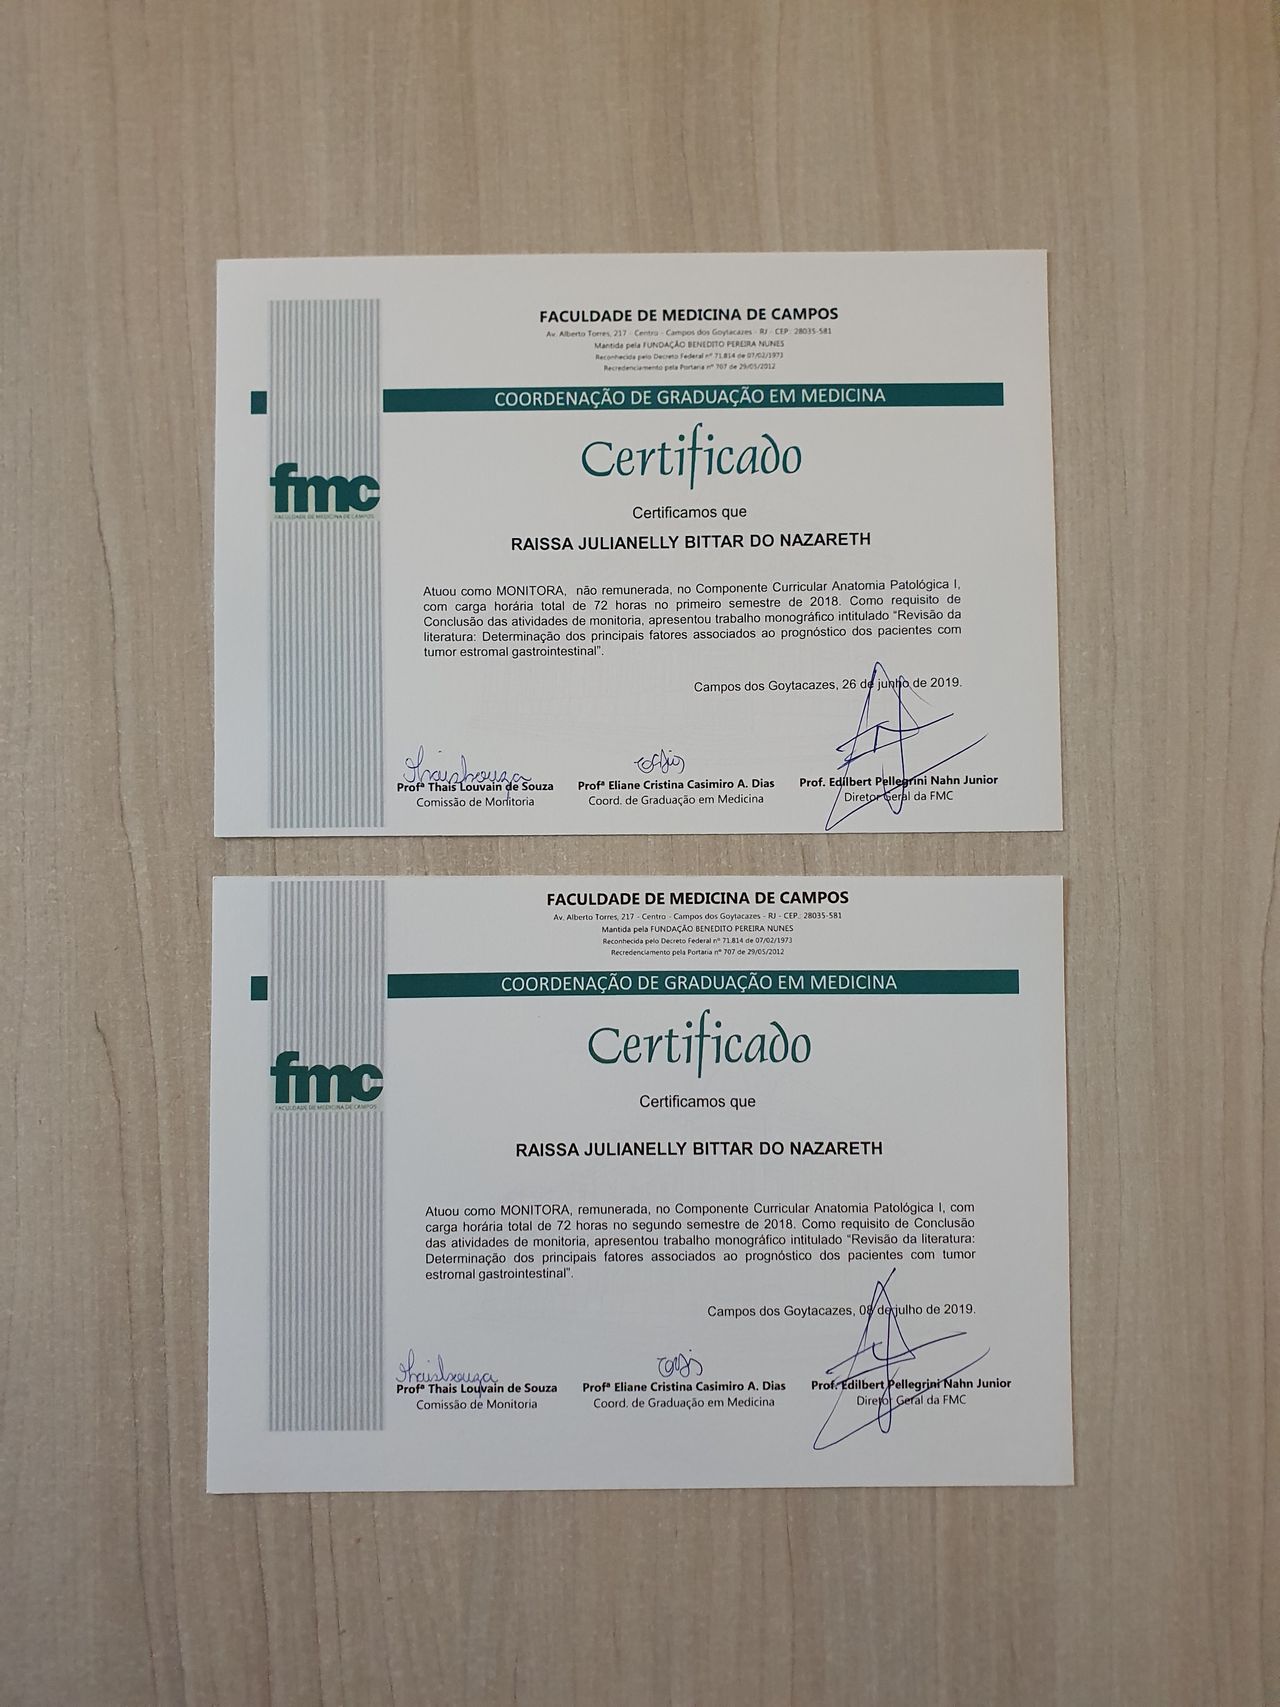 FACULDADE DE MEDICINA DE CAMPOS
Av. Alberto Torres, 217 - Centro - Campos dos Goytacazes - RJ - CEP.: 28035-581
Mantida pela FUNDAÇÃO BENEDITO PEREIRA NUNES
Reconhecida pelo Decreto Federal nº 71.814 de 07/02/1973
Recredenciamento pela Portaria nº 707 de 29/05/2012
COORDENAÇÃO DE GRADUAÇÃO EM MEDICINA
Certificado
fmc
FACULDADE DE MEDICINA DE CAMPOS
Certificamos que
RAISSA JULIANELLY BITTAR DO NAZARETH
Atuou como MONITORA, não remunerada, no Componente Curricular Anatomia Patológica I,
com carga horária total de 72 horas no primeiro semestre de 2018. Como requisito de
Conclusão das atividades de monitoria, apresentou trabalho monográfico intitulado “Revisão da
literatura: Determinação dos principais fatores associados ao prognóstico dos pacientes com
tumor estromal gastrointestinal”.
Campos dos Goytacazes, 26 de junho de 2019.
Profª Thais Louvain de Souza
Comissão de Monitoria
Profª Eliane Cristina Casimiro A. Dias
Coord. de Graduação em Medicina
Prof. Edilbert Pellegrini Nahn Junior
Diretor Geral da FMC
FACULDADE DE MEDICINA DE CAMPOS
Av. Alberto Torres, 217 - Centro - Campos dos Goytacazes - RJ - CEP.: 28035-581
Mantida pela FUNDAÇÃO BENEDITO PEREIRA NUNES
Reconhecida pelo Decreto Federal nº 71.814 de 07/02/1973
Recredenciamento pela Portaria nº 707 de 29/05/2012
COORDENAÇÃO DE GRADUAÇÃO EM MEDICINA
Certificado
fmc
FACULDADE DE MEDICINA DE CAMPOS
Certificamos que
RAISSA JULIANELLY BITTAR DO NAZARETH
Atuou como MONITORA, remunerada, no Componente Curricular Anatomia Patológica I, com
carga horária total de 72 horas no segundo semestre de 2018. Como requisito de Conclusão
das atividades de monitoria, apresentou trabalho monográfico intitulado “Revisão da literatura:
Determinação dos principais fatores associados ao prognóstico dos pacientes com tumor
estromal gastrointestinal”.
Campos dos Goytacazes, 08 de julho de 2019.
Profª Thais Louvain de Souza
Comissão de Monitoria
Profª Eliane Cristina Casimiro A. Dias
Coord. de Graduação em Medicina
Prof. Edilbert Pellegrini Nahn Junior
Diretor Geral da FMC